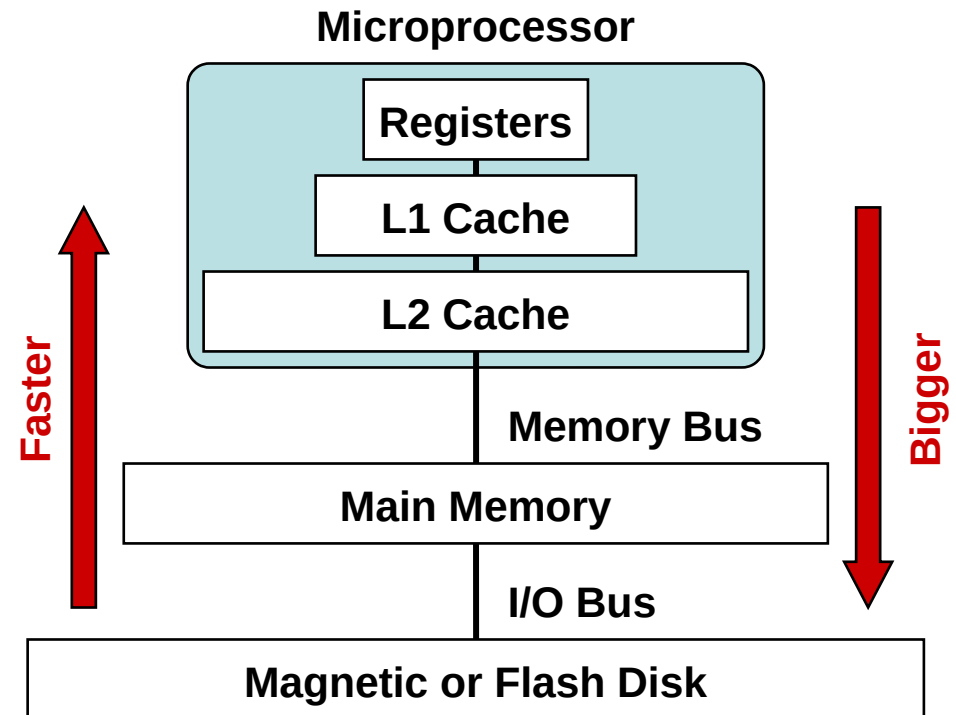 Microprocessor
Registers
L1 Cache
L2 Cache
Faster
Bigger
Memory Bus
Main Memory
I/O Bus
Magnetic or Flash Disk